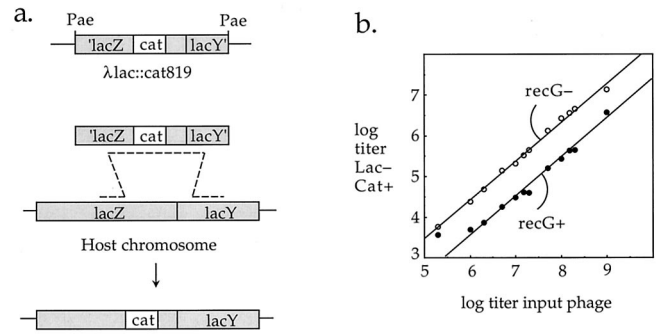 a.
Pae Pae
'lacZ cat lacY'
λlac::cat819
'lacZ cat lacY'
lacZ lacY
Host chromosome
cat lacY
b.
recG−
recG+
log
titer
Lac−
Cat+
7
6
5
4
3
5 6 7 8 9
log titer input phage